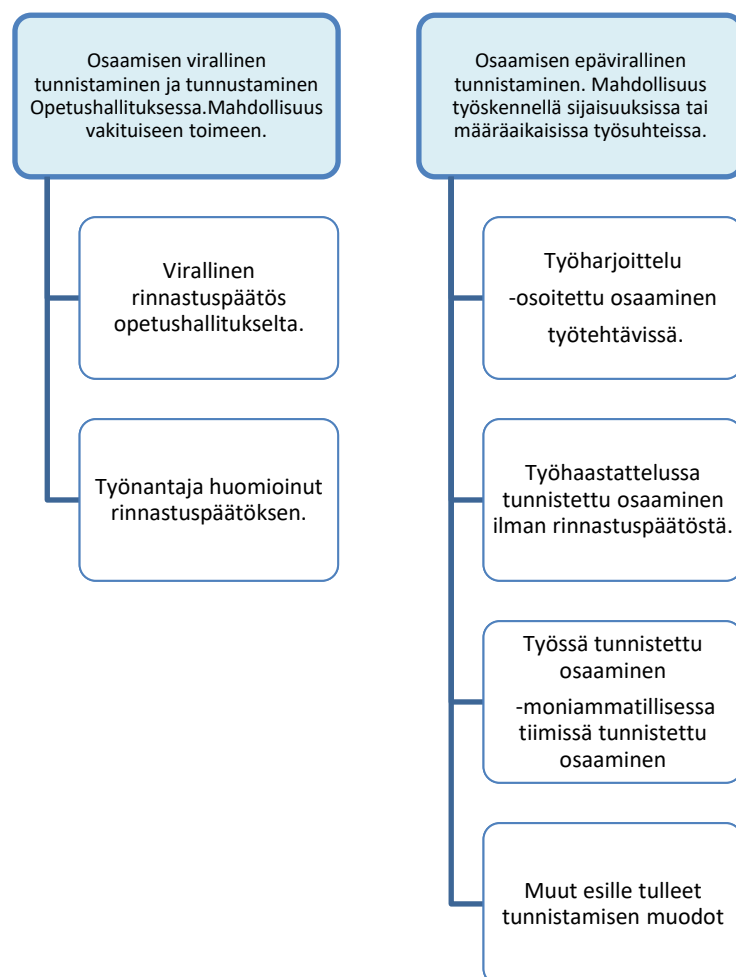 Osaamisen virallinen
tunnistaminen ja tunnustaminen
Opetushallituksessa.Mahdollisuus
vakituiseen toimeen.
Virallinen
rinnastuspäätös
opetushallitukselta.
Työnantaja huomioinut
rinnastuspäätöksen.
Osaamisen epävirallinen
tunnistaminen. Mahdollisuus
työskennellä sijaisuuksissa tai
määräaikaisissa työsuhteissa.
Työharjoittelu
-osoitettu osaaminen
työtehtävissä.
Työhaastattelussa
tunnistettu osaaminen
ilman rinnastuspäätöstä.
Työssä tunnistettu
osaaminen
-moniammatillisessa
tiimissä tunnistettu
osaaminen
Muut esille tulleet
tunnistamisen muodot